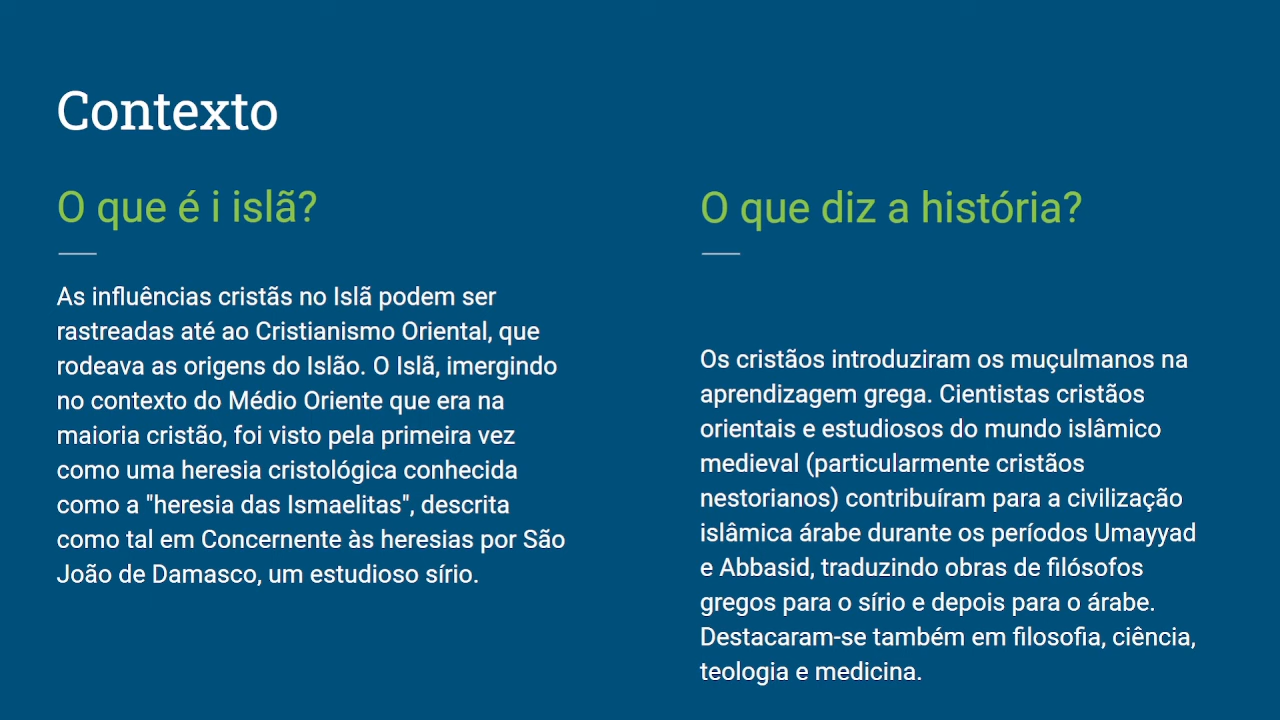 Contexto
O que é i islã?
As influências cristãs no Islã podem ser
rastreadas até ao Cristianismo Oriental, que
rodeava as origens do Islão. O Islã, imergindo
no contexto do Médio Oriente que era na
maioria cristão, foi visto pela primeira vez
como uma heresia cristológica conhecida
como a "heresia das Ismaelitas", descrita
como tal em Concernente às heresias por São
João de Damasco, um estudioso sírio.
O que diz a história?
Os cristãos introduziram os muçulmanos na
aprendizagem grega. Cientistas cristãos
orientais e estudiosos do mundo islâmico
medieval (particularmente cristãos
nestorianos) contribuíram para a civilização
islâmica árabe durante os períodos Umayyad
e Abbasid, traduzindo obras de filósofos
gregos para o sírio e depois para o árabe.
Destacaram-se também em filosofia, ciência,
teologia e medicina.